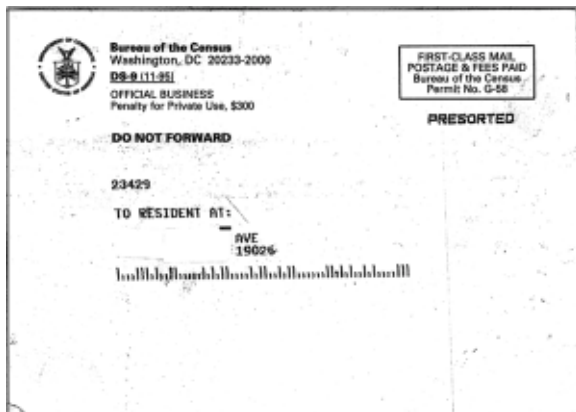 Bureau of the Census
Washington, DC 20233-2000
DS-9 (11-95)
OFFICIAL BUSINESS
Penalty for Private Use, $300
FIRST-CLASS MAIL
POSTAGE & FEES PAID
Bureau of the Census
Permit No. G-58
PRESORTED
DO NOT FORWARD
23429
TO RESIDENT AT:
AVE
19026